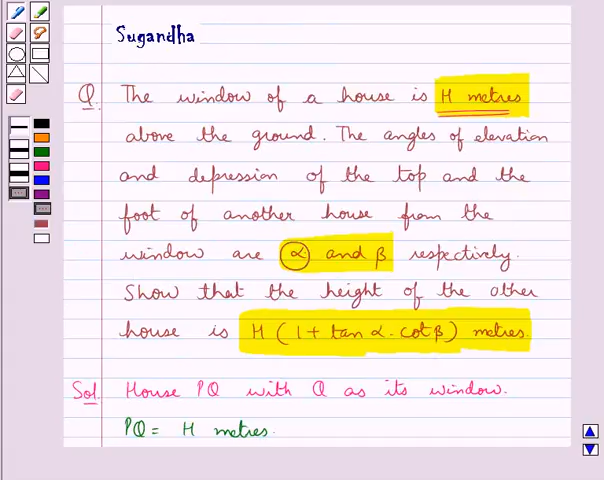 Sugandha
Q. The window of a house is H metres
above the ground. The angles of elevation
and depression of the top and the
foot of another house from the
window are α and β respectively.
Show that the height of the other
house is H (1 + tan α . cot β) metres.
Sol. House PQ with Q as its window.
PQ = H metres.